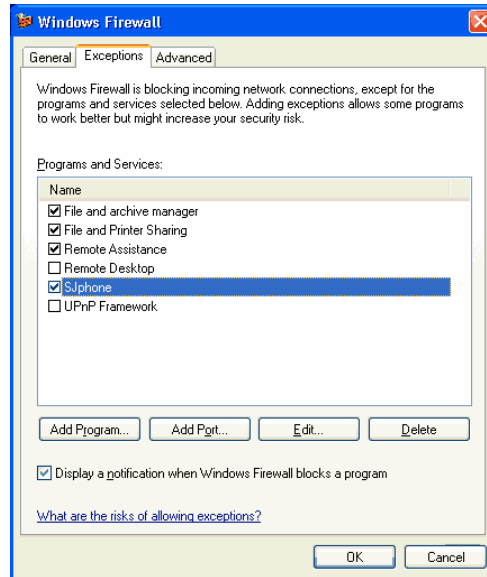 Windows Firewall
General Exceptions Advanced
Windows Firewall is blocking incoming network connections, except for the
programs and services selected below. Adding exceptions allows some programs
to work better but might increase your security risk.
Programs and Services:
Name
File and archive manager
File and Printer Sharing
Remote Assistance
Remote Desktop
SJphone
UPnP Framework
Add Program... Add Port... Edit... Delete
Display a notification when Windows Firewall blocks a program
What are the risks of allowing exceptions?
OK Cancel